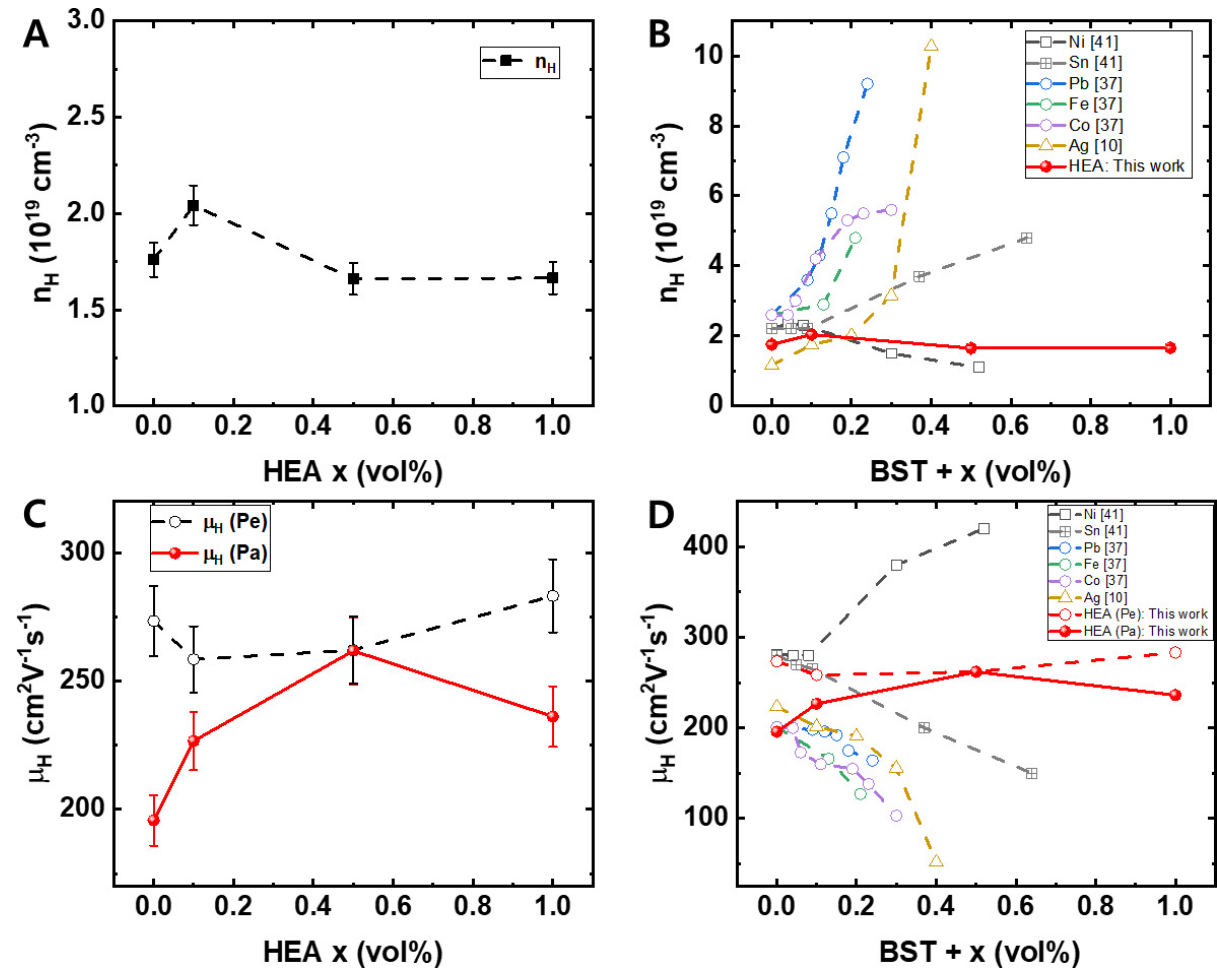 A
3.0
2.5
2.0
1.5
1.0
n_H (10^19 cm^-3)
n_H
0.0 0.2 0.4 0.6 0.8 1.0
HEA x (vol%)
B
10
8
6
4
2
0
n_H (10^19 cm^-3)
Ni [41]
Sn [41]
Pb [37]
Fe [37]
Co [37]
Ag [10]
HEA: This work
0.0 0.2 0.4 0.6 0.8 1.0
BST + x (vol%)
C
300
250
200
μ_H (cm^2V^-1s^-1)
μ_H (Pe)
μ_H (Pa)
0.0 0.2 0.4 0.6 0.8 1.0
HEA x (vol%)
D
400
300
200
100
μ_H (cm^2V^-1s^-1)
Ni [41]
Sn [41]
Pb [37]
Fe [37]
Co [37]
Ag [10]
HEA (Pe): This work
HEA (Pa): This work
0.0 0.2 0.4 0.6 0.8 1.0
BST + x (vol%)